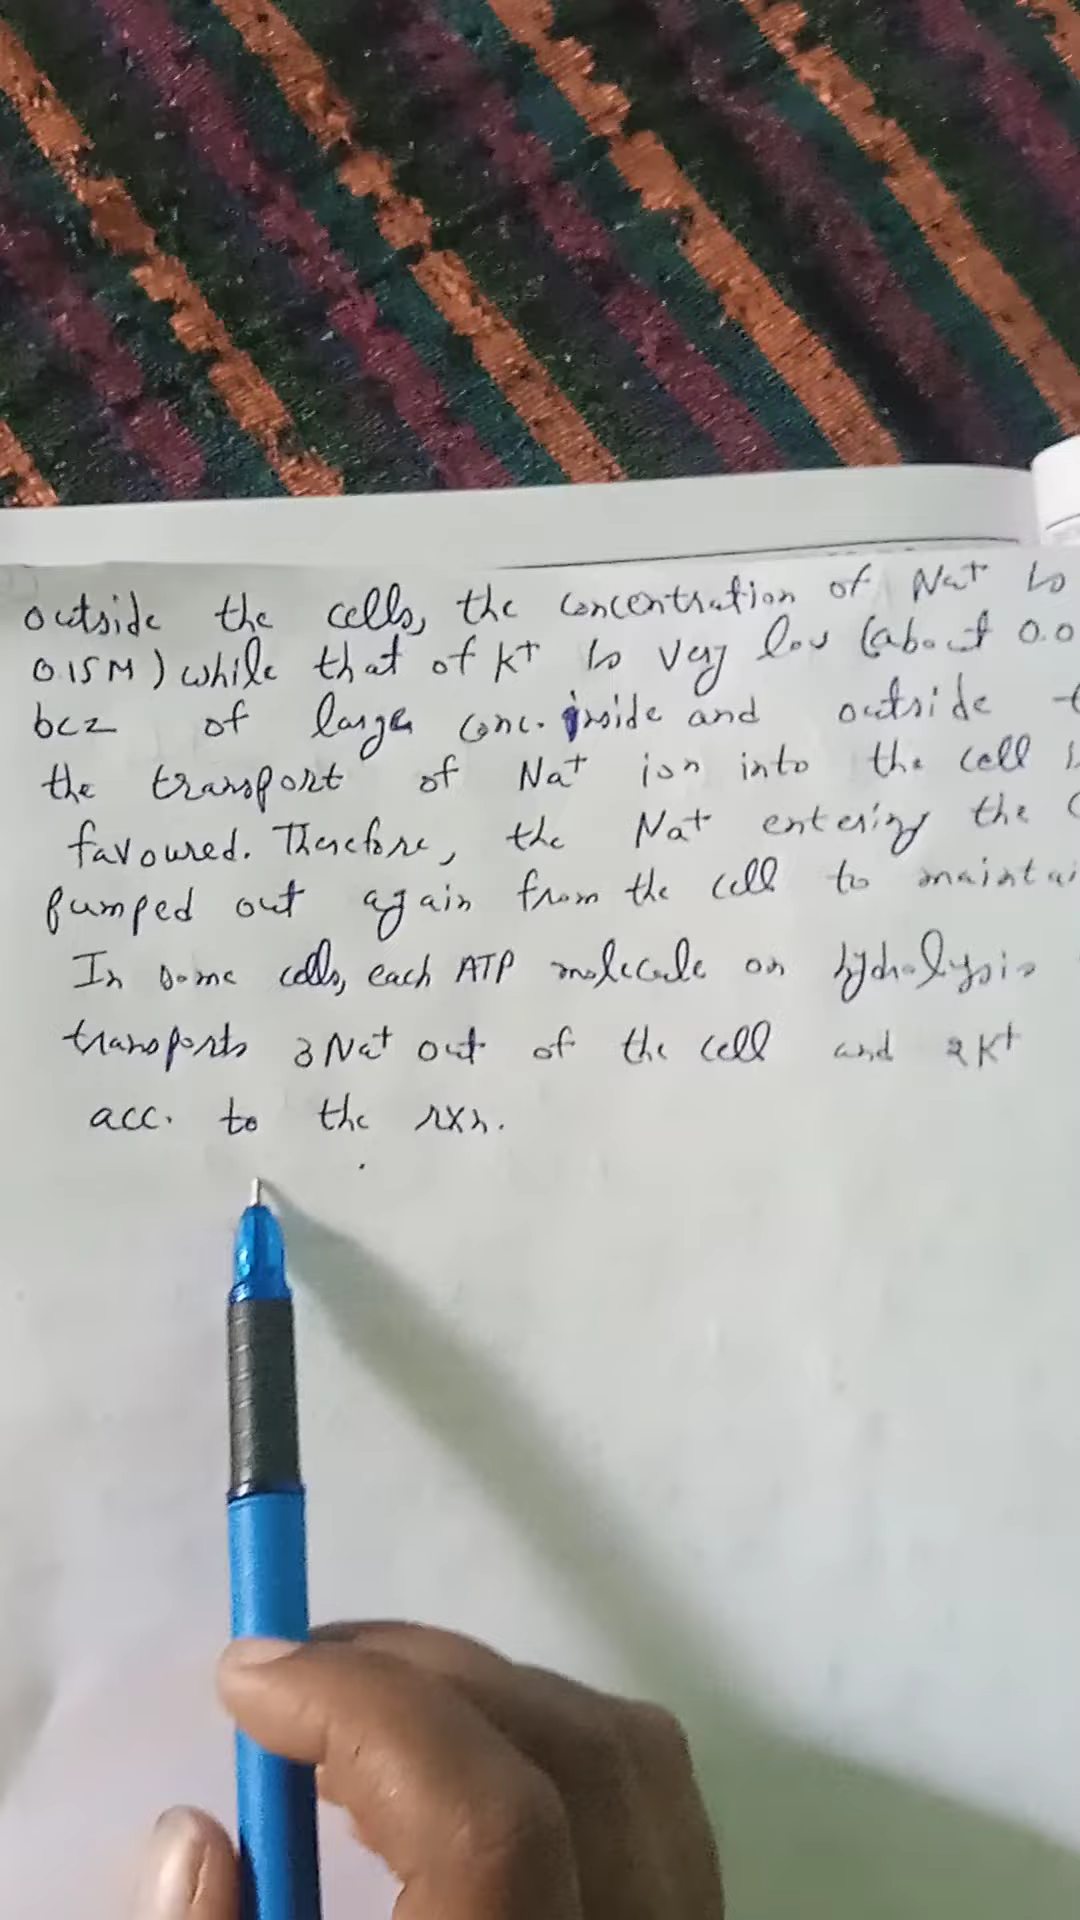 outside the cells, the concentration of Na+ is
0.15M) while that of K+ is very low (about 0.0
bcz of large conc. inside and outside
the transport of Na+ ion into the cell
favoured. Therefore, the Na+ entering the
pumped out again from the cell to maintai
In some cells, each ATP molecule on hydrolysis
transports 3Na+ out of the cell and 2K+
acc. to the rxn.